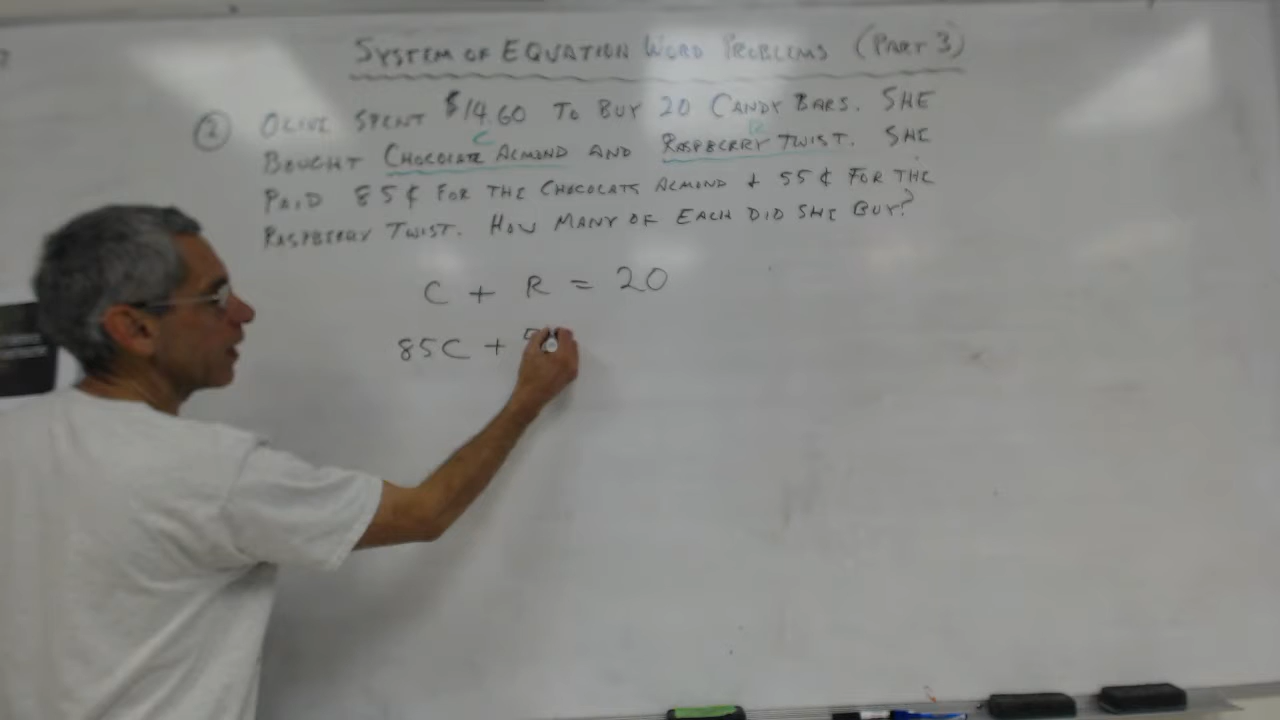 SYSTEM OF EQUATION WORD PROBLEMS (PART 3)
② OLIVE SPENT $14.60 TO BUY 20 CANDY BARS. SHE
C R
BOUGHT CHOCOLATE ALMOND AND RASPBERRY TWIST. SHE
PAID 85¢ FOR THE CHOCOLATE ALMOND + 55¢ FOR THE
RASPBERRY TWIST. HOW MANY OF EACH DID SHE BUY?
C + R = 20
85C + 5